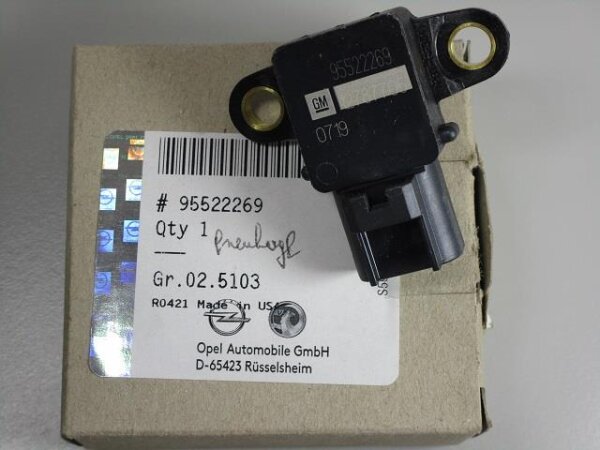 95522269
GM
0719
# 95522269
Qty 1
Gr.02.5103
R0421 Made in USA
Opel Automobile GmbH
D-65423 Rüsselsheim